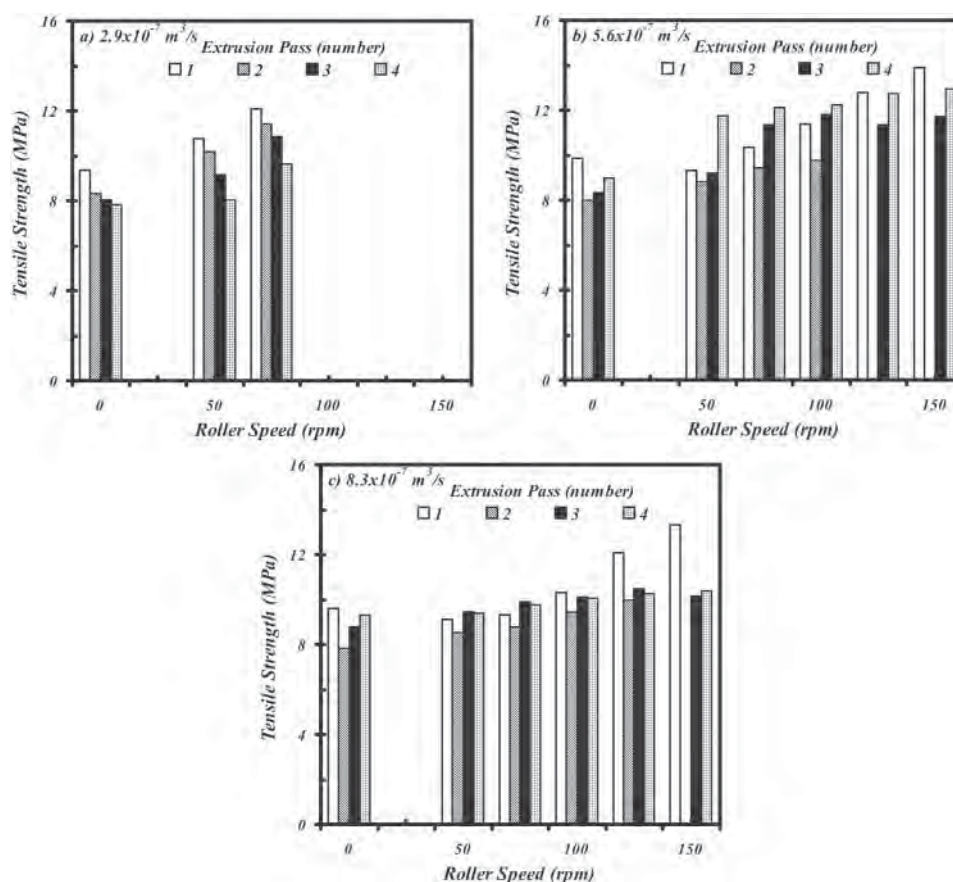 a) 2.9x10⁻⁷ m³/s
Extrusion Pass (number)
1 2 3 4
Tensile Strength (MPa)
16
12
8
4
0
0 50 100 150
Roller Speed (rpm)
b) 5.6x10⁻⁷ m³/s
Extrusion Pass (number)
1 2 3 4
Tensile Strength (MPa)
16
12
8
4
0
0 50 100 150
Roller Speed (rpm)
c) 8.3x10⁻⁷ m³/s
Extrusion Pass (number)
1 2 3 4
Tensile Strength (MPa)
16
12
8
4
0
0 50 100 150
Roller Speed (rpm)